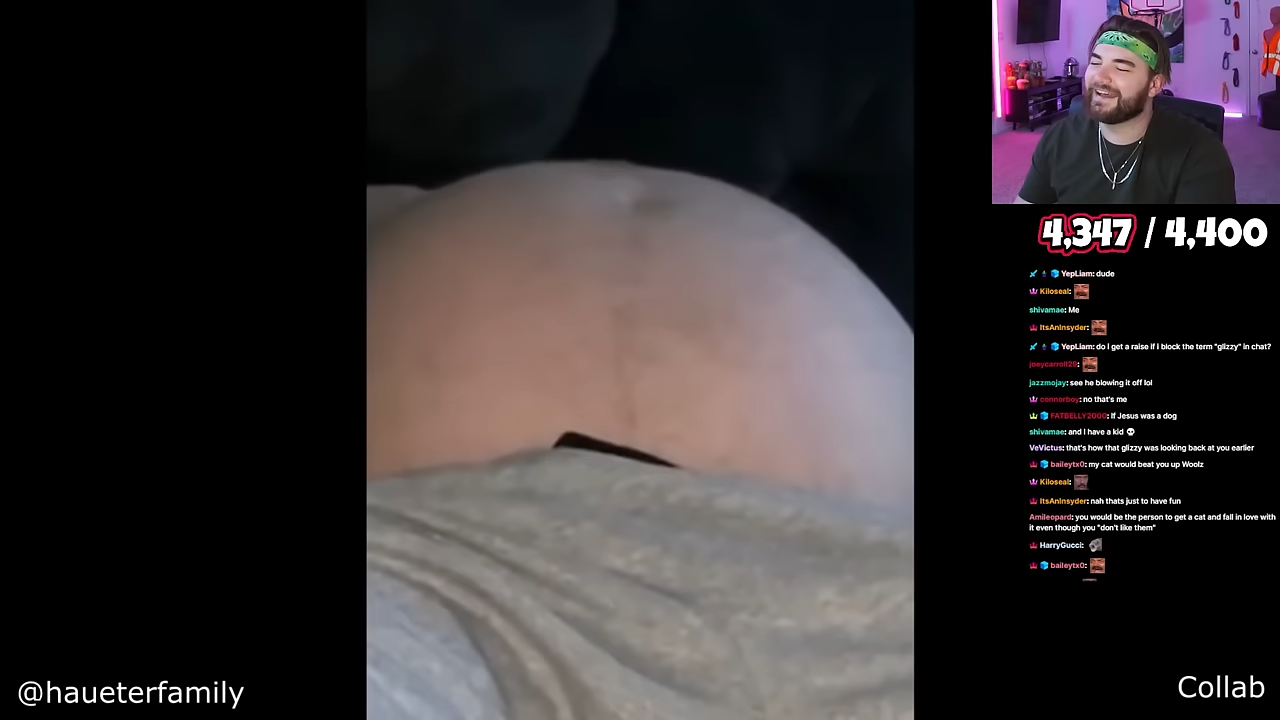 4,347 / 4,400
YepLiam: dude
Kiloseal:
shivamae: Me
ItsAnInsyder:
YepLiam: do i get a raise if i block the term "glizzy" in chat?
joeycarroll29:
jazzmojay: see he blowing it off lol
connorboy: no that's me
FATBELLY2000: If Jesus was a dog
shivamae: and I have a kid 💀
VeVictus: that's how that glizzy was looking back at you earlier
baileytx0: my cat would beat you up Woolz
Kiloseal:
ItsAnInsyder: nah thats just to have fun
Amileopard: you would be the person to get a cat and fall in love with
it even though you "don't like them"
HarryGucci:
baileytx0:
@haueterfamily
Collab